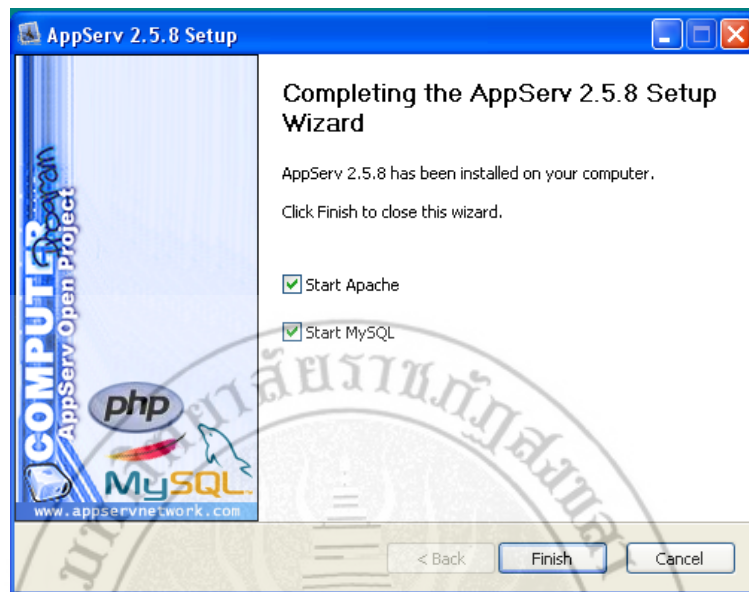 AppServ 2.5.8 Setup
Completing the AppServ 2.5.8 Setup
Wizard
AppServ 2.5.8 has been installed on your computer.
Click Finish to close this wizard.
Start Apache
Start MySQL
COMPUTER
Program
AppServ Open Project
php
MySQL
www.appservnetwork.com
< Back
Finish
Cancel